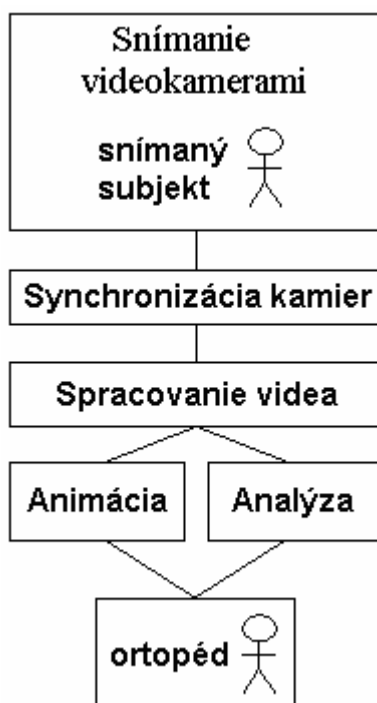 Snímanie
videokamerami
snímaný
subjekt
Synchronizácia kamier
Spracovanie videa
Animácia
Analýza
ortopéd